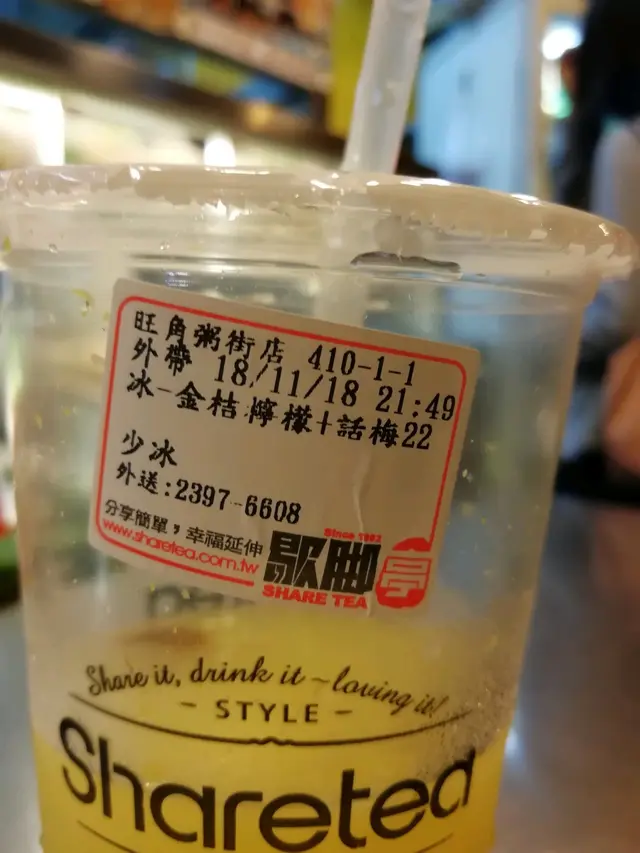 旺角粥街店 410-1-1
外帶 18/11/18 21:49
冰-金桔檸檬+話梅22
少冰
外送:2397-6608
分享簡單，幸福延伸
www.sharetea.com.tw
Since 1992
歇脚亭
SHARE TEA
Share it, drink it ~ loving it!
- STYLE -
Sharetea